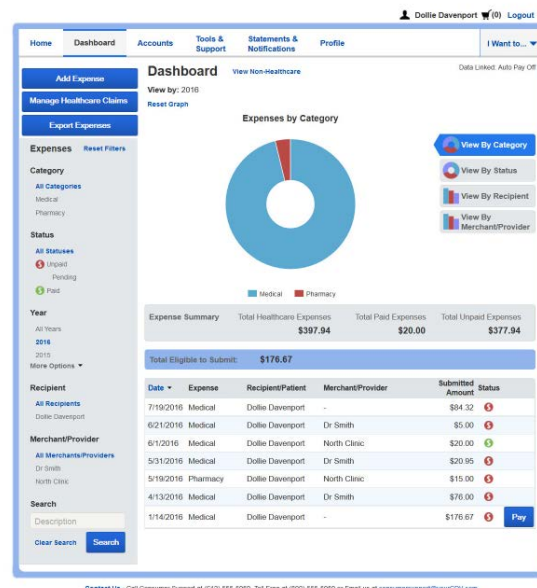 Dollie Davenport (0) Logout
Home Dashboard Accounts Tools & Support Statements & Notifications Profile I Want to...
Add Expense
Manage Healthcare Claims
Export Expenses
Expenses Reset Filters
Category
All Categories
Medical
Pharmacy
Status
All Statuses
Unpaid
Pending
Paid
Year
All Years
2016
2015
More Options
Recipient
All Recipients
Dollie Davenport
Merchant/Provider
All Merchants/Providers
Dr Smith
North Clinic
Search
Description
Clear Search Search
Dashboard View Non-Healthcare
Data Linked: Auto Pay Off
View by: 2016
Reset Graph
Expenses by Category
View By Category
View By Status
View By Recipient
View By
Merchant/Provider
Medical Pharmacy
Expense Summary Total Healthcare Expenses Total Paid Expenses Total Unpaid Expenses
$397.94 $20.00 $377.94
Total Eligible to Submit: $176.67
Date Expense Recipient/Patient Merchant/Provider Submitted Amount Status
7/19/2016 Medical Dollie Davenport - $84.32
6/21/2016 Medical Dollie Davenport Dr Smith $5.00
6/1/2016 Medical Dollie Davenport North Clinic $20.00
5/31/2016 Medical Dollie Davenport Dr Smith $20.95
5/19/2016 Pharmacy Dollie Davenport North Clinic $15.00
4/13/2016 Medical Dollie Davenport Dr Smith $76.00
1/14/2016 Medical Dollie Davenport - $176.67 Pay